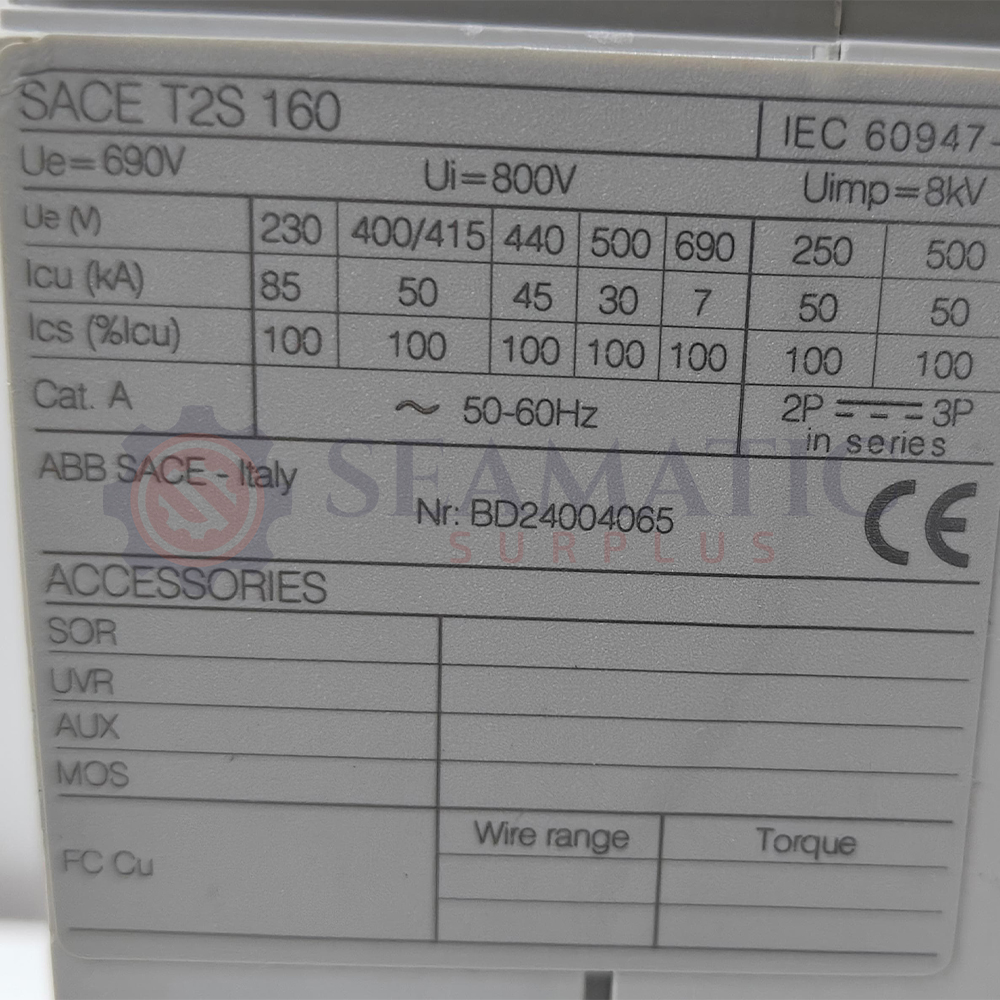 SACE T2S 160 IEC 60947-
Ue=690V Ui=800V Uimp=8kV
Ue (V) 230 400/415 440 500 690 250 500
Icu (kA) 85 50 45 30 7 50 50
Ics (%Icu) 100 100 100 100 100 100 100
Cat. A ~ 50-60Hz 2P 3P
in series
ABB SACE - Italy
Nr: BD24004065 CE
SEAMATIC
SURPLUS
ACCESSORIES
SOR
UVR
AUX
MOS
FC Cu Wire range Torque